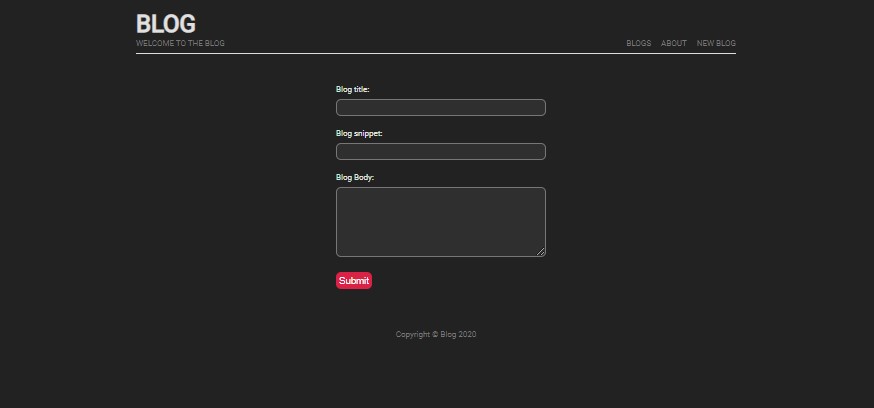 BLOG
WELCOME TO THE BLOG
BLOGS ABOUT NEW BLOG
Blog title:
Blog snippet:
Blog Body:
Submit
Copyright © Blog 2020